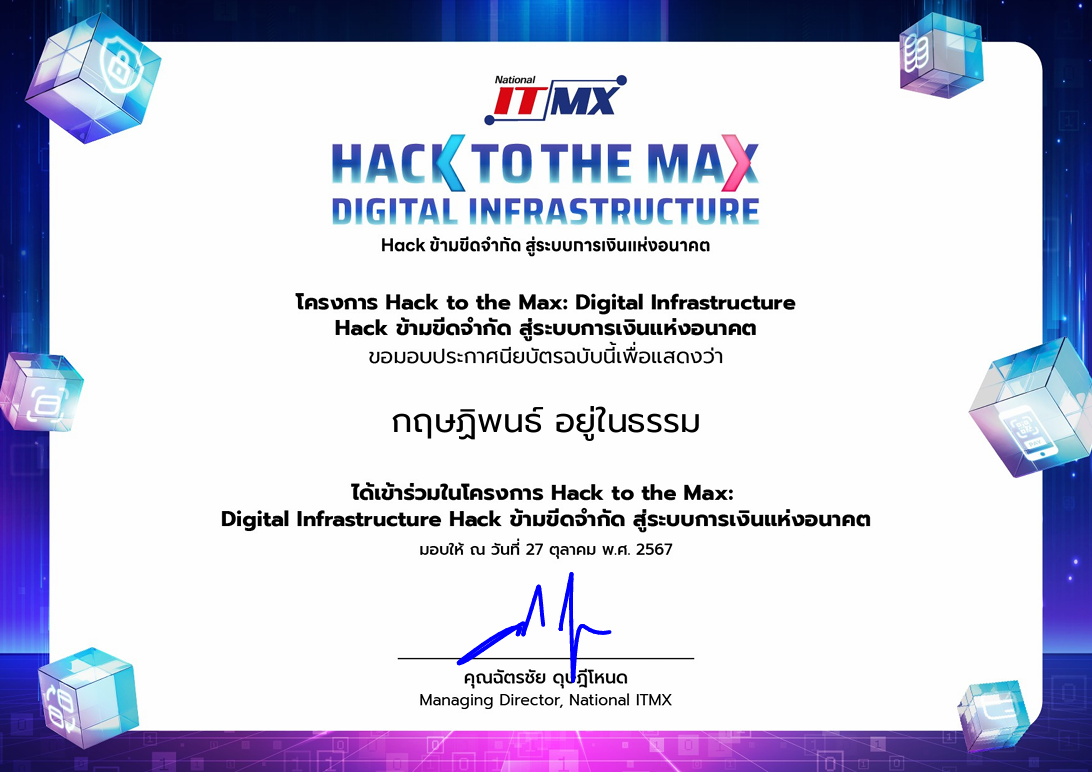 National
ITMX
HACK TO THE MAX
DIGITAL INFRASTRUCTURE
Hack ข้ามขีดจำกัด สู่ระบบการเงินแห่งอนาคต
โครงการ Hack to the Max: Digital Infrastructure
Hack ข้ามขีดจำกัด สู่ระบบการเงินแห่งอนาคต
ขอมอบประกาศนียบัตรฉบับนี้เพื่อแสดงว่า
กฤษฏิพนธ์ อยู่ในธรรม
ได้เข้าร่วมในโครงการ Hack to the Max:
Digital Infrastructure Hack ข้ามขีดจำกัด สู่ระบบการเงินแห่งอนาคต
มอบให้ ณ วันที่ 27 ตุลาคม พ.ศ. 2567
คุณฉัตรชัย ดุษฎีโหนด
Managing Director, National ITMX